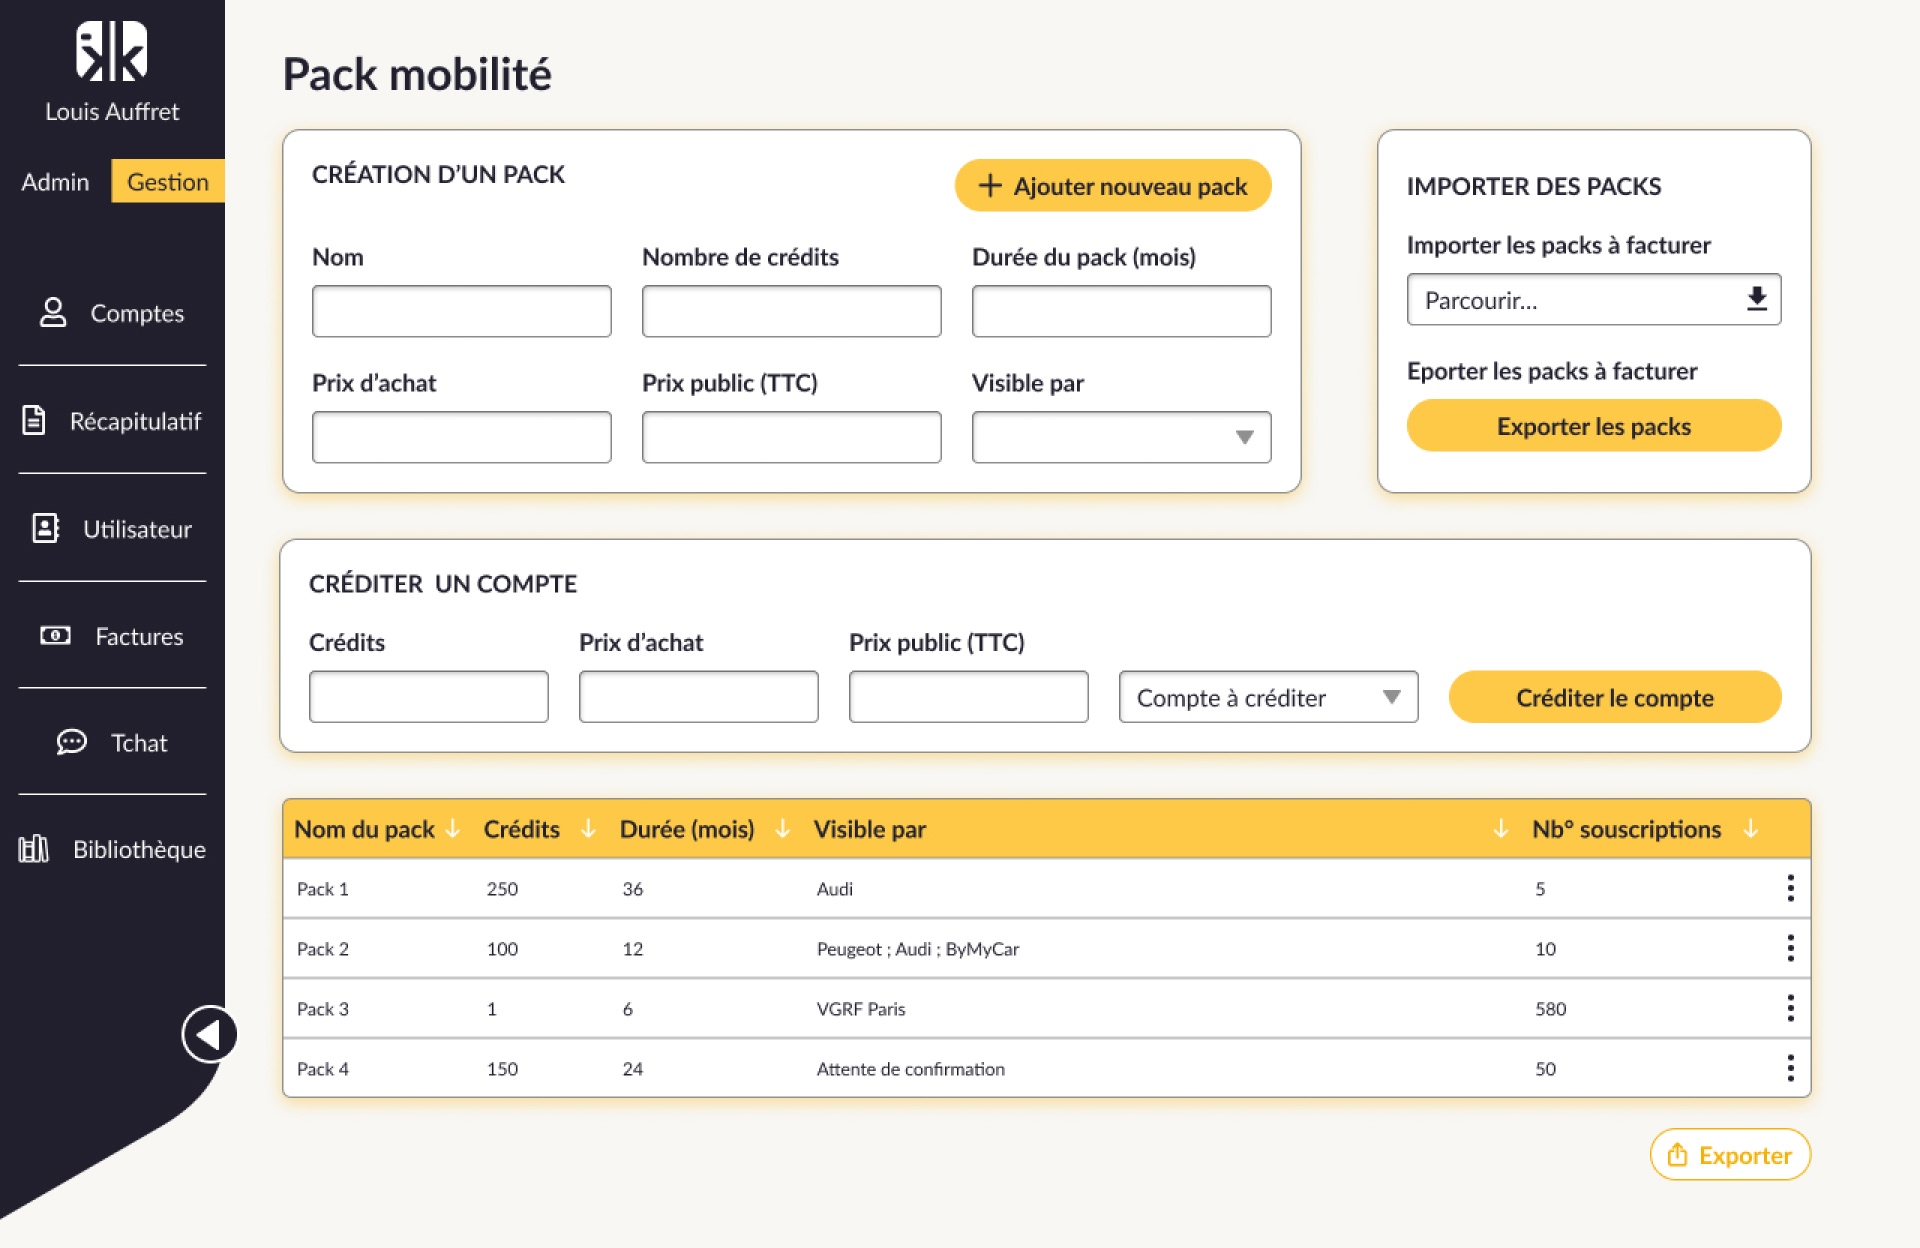 Louis Auffret
Admin Gestion
Comptes
Récapitulatif
Utilisateur
Factures
Tchat
Bibliothèque
Pack mobilité
CRÉATION D’UN PACK
Ajouter nouveau pack
Nom Nombre de crédits Durée du pack (mois)
Prix d’achat Prix public (TTC) Visible par
IMPORTER DES PACKS
Importer les packs à facturer
Parcourir...
Eporter les packs à facturer
Exporter les packs
CRÉDITER UN COMPTE
Crédits Prix d’achat Prix public (TTC)
Compte à créditer Créditer le compte
Nom du pack Crédits Durée (mois) Visible par Nb° souscriptions
Pack 1 250 36 Audi 5
Pack 2 100 12 Peugeot ; Audi ; ByMyCar 10
Pack 3 1 6 VGRF Paris 580
Pack 4 150 24 Attente de confirmation 50
Exporter